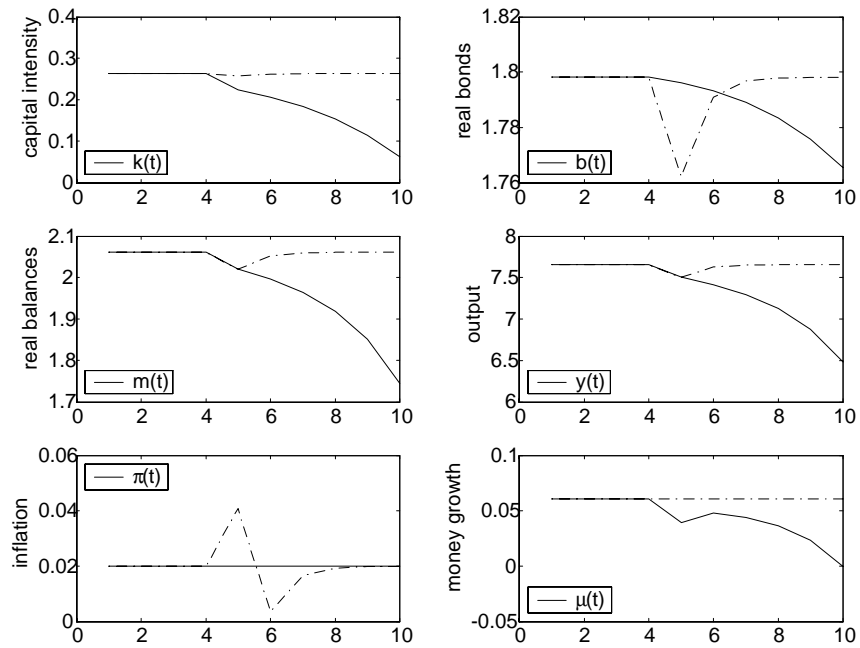 capital intensity
0.4
0.3
0.2
0.1
0
0 2 4 6 8 10
k(t)
real bonds
1.82
1.8
1.78
1.76
0 2 4 6 8 10
b(t)
real balances
2.1
2
1.9
1.8
1.7
0 2 4 6 8 10
m(t)
output
8
7.5
7
6.5
6
0 2 4 6 8 10
y(t)
inflation
0.06
0.04
0.02
0
0 2 4 6 8 10
π(t)
money growth
0.1
0.05
0
-0.05
0 2 4 6 8 10
μ(t)